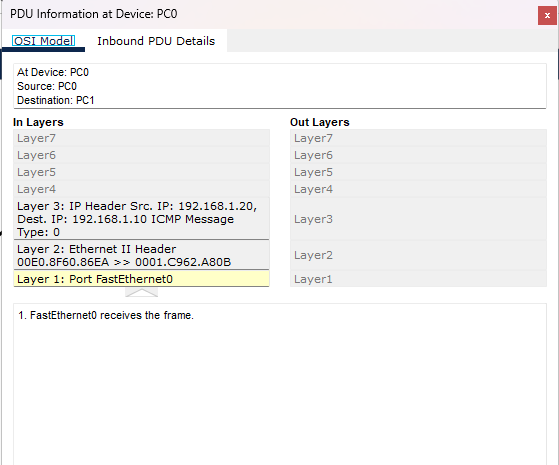 PDU Information at Device: PC0
x
OSI Model
Inbound PDU Details
At Device: PC0
Source: PC0
Destination: PC1
In Layers
Layer7
Layer6
Layer5
Layer4
Layer 3: IP Header Src. IP: 192.168.1.20,
Dest. IP: 192.168.1.10 ICMP Message
Type: 0
Layer 2: Ethernet II Header
00E0.8F60.86EA >> 0001.C962.A80B
Layer 1: Port FastEthernet0
Out Layers
Layer7
Layer6
Layer5
Layer4
Layer3
Layer2
Layer1
1. FastEthernet0 receives the frame.